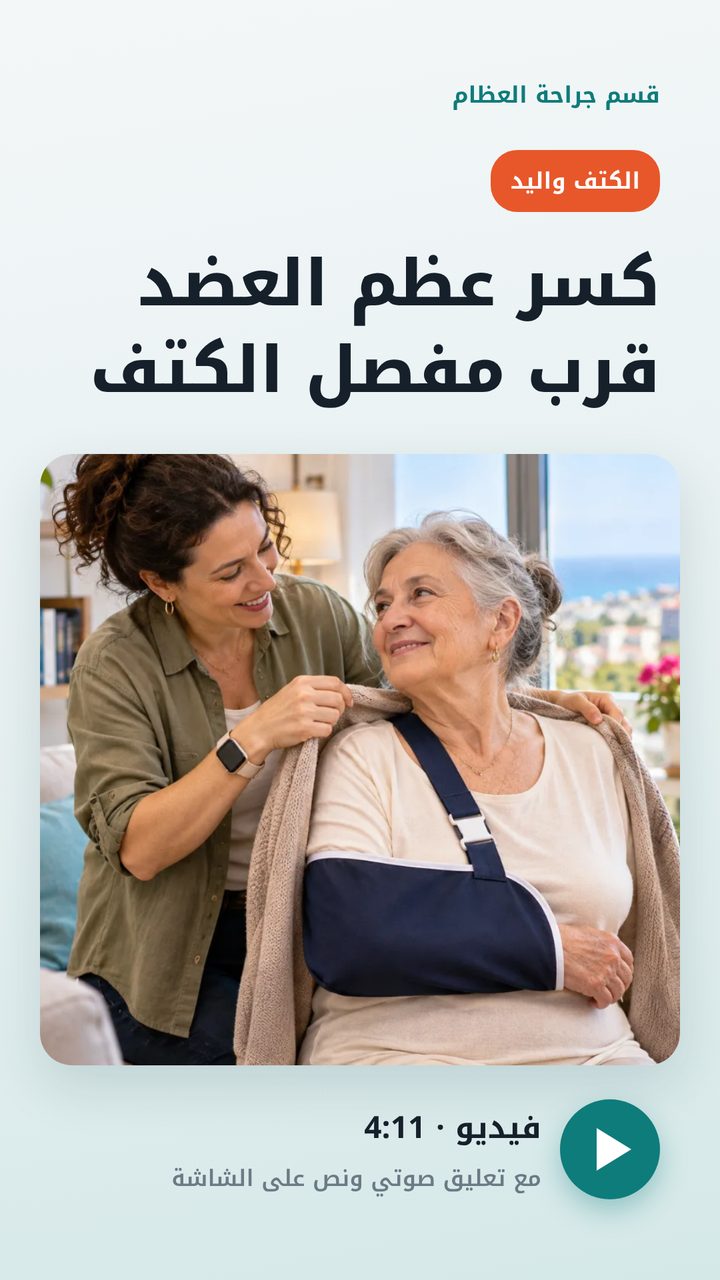 قسم جراحة العظام
الكتف واليد
كسر عظم العضد
قرب مفصل الكتف
فيديو · 4:11
مع تعليق صوتي ونص على الشاشة